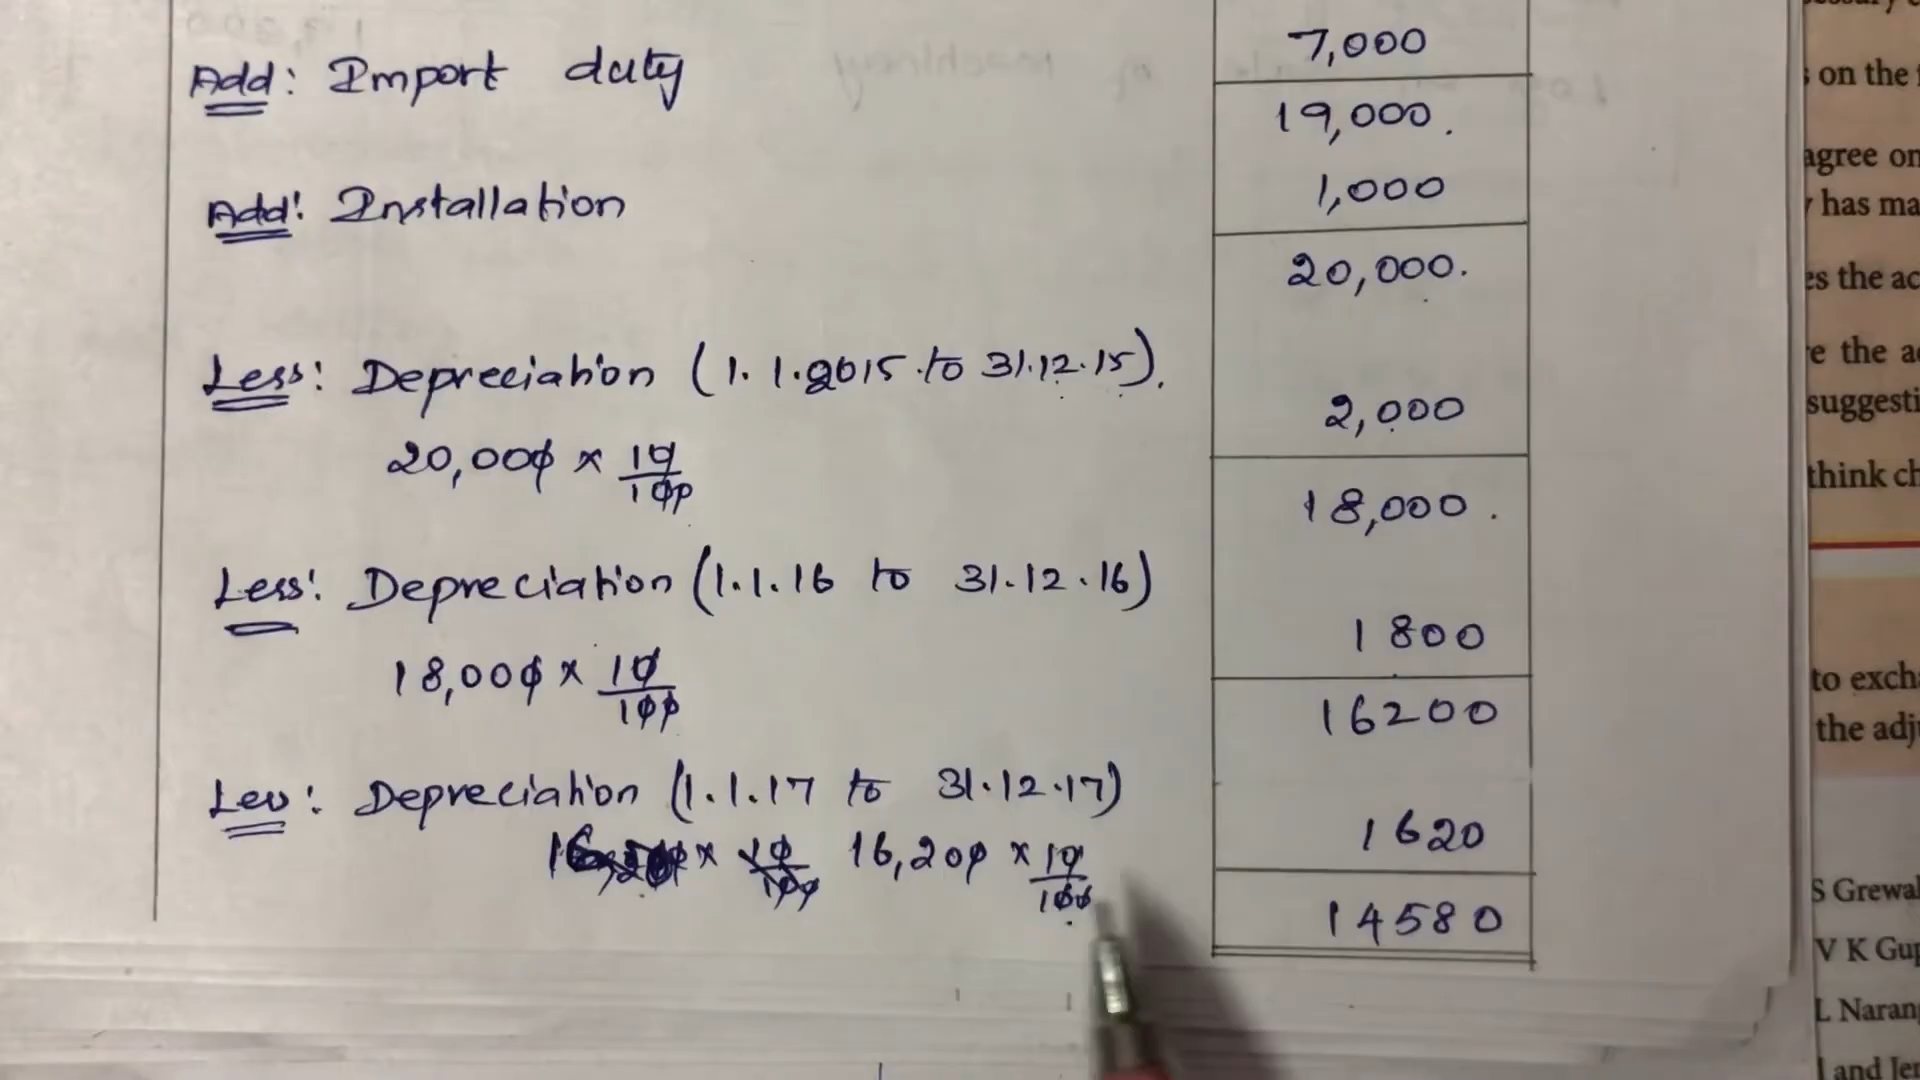 Add: Import duty 7,000
19,000.
Add: Installation 1,000
20,000.
Less: Depreciation (1.1.2015 to 31.12.15). 2,000
20,000 × 10/100
18,000.
Less: Depreciation (1.1.16 to 31.12.16) 1800
18,000 × 10/100
16200
Less: Depreciation (1.1.17 to 31.12.17) 1620
× 10/100 16,200 × 10/100
14580
on the
agree on
has ma
es the ac
e the a
suggesti
think ch
to exch
the adj
S Grewal
V K Gup
L Naran